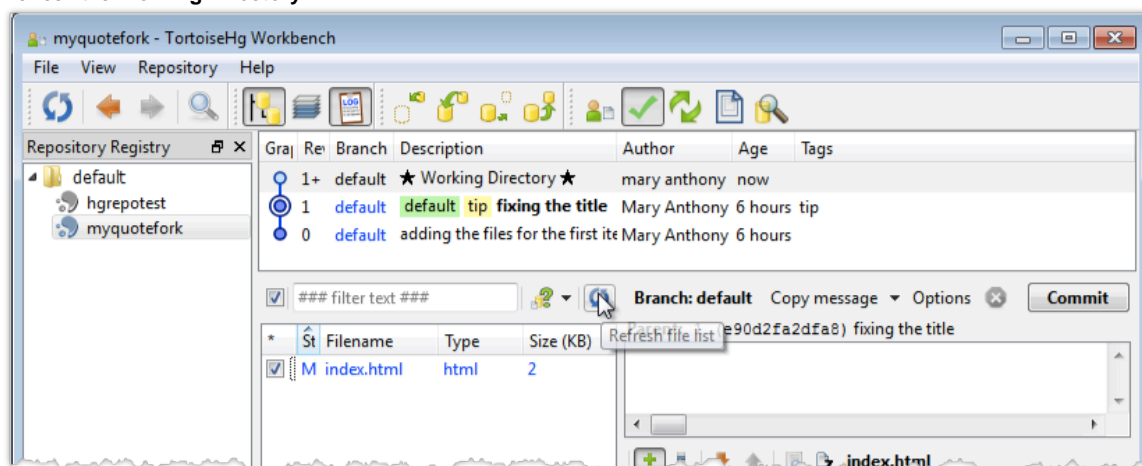 myquotefork - TortoiseHg Workbench
File View Repository Help
LOG
Repository Registry
Gra Rev Branch Description Author Age Tags
default
1+ default ★ Working Directory ★ mary anthony now
hgrepotest
1 default default tip fixing the title Mary Anthony 6 hours tip
myquotefork
0 default adding the files for the first ite Mary Anthony 6 hours
### filter text ###
Branch: default Copy message Options Commit
Refresh file list
e90d2fa2dfa8) fixing the title
* St Filename Type Size (KB)
M index.html html 2
index.html